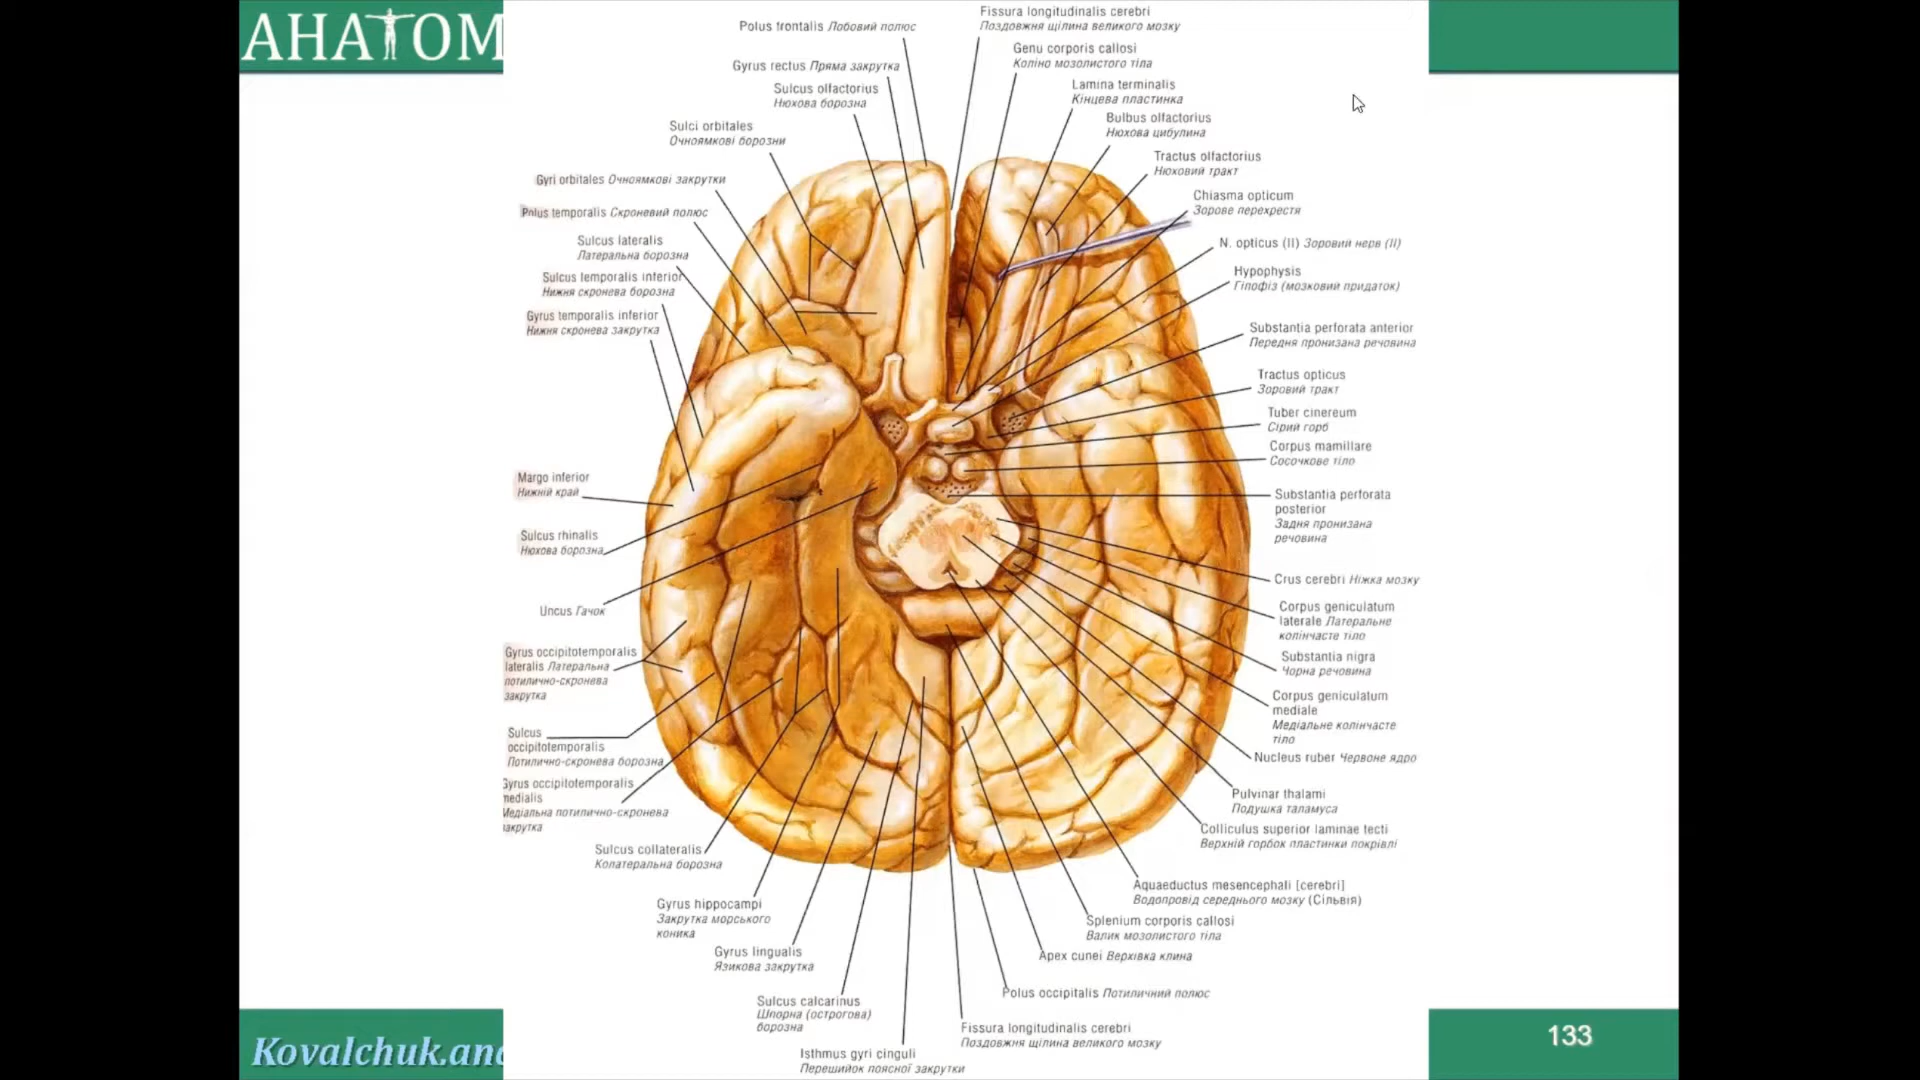 АНАТОМ
Polus frontalis Лобовий полюс
Gyrus rectus Пряма закрутка
Sulcus olfactorius
Нюхова борозна
Sulci orbitales
Очноямкові борозни
Gyri orbitales Очноямкові закрутки
Polus temporalis Скроневий полюс
Sulcus lateralis
Латеральна борозна
Sulcus temporalis inferior
Нижня скронева борозна
Gyrus temporalis inferior
Нижня скронева закрутка
Margo inferior
Нижній край
Sulcus rhinalis
Нюхова борозна
Uncus Гачок
Gyrus occipitotemporalis
lateralis Латеральна
потилично-скронева
закрутка
Sulcus
occipitotemporalis
Потилично-скронева борозна
Gyrus occipitotemporalis
medialis
Медіальна потилично-скронева
закрутка
Sulcus collateralis
Колатеральна борозна
Gyrus hippocampi
Закрутка морського
коника
Gyrus lingualis
Язикова закрутка
Sulcus calcarinus
Шпорна (острогова)
борозна
Isthmus gyri cinguli
Перешийок поясної закрутки
Fissura longitudinalis cerebri
Поздовжня щілина великого мозку
Genu corporis callosi
Коліно мозолистого тіла
Lamina terminalis
Кінцева пластинка
Bulbus olfactorius
Нюхова цибулина
Tractus olfactorius
Нюховий тракт
Chiasma opticum
Зорове перехрестя
N. opticus (II) Зоровий нерв (II)
Hypophysis
Гіпофіз (мозковий придаток)
Substantia perforata anterior
Передня пронизана речовина
Tractus opticus
Зоровий тракт
Tuber cinereum
Сірий горб
Corpus mamillare
Сосочкове тіло
Substantia perforata
posterior
Задня пронизана
речовина
Crus cerebri Ніжка мозку
Corpus geniculatum
laterale Латеральне
колінчасте тіло
Substantia nigra
Чорна речовина
Corpus geniculatum
mediale
Медіальне колінчасте
тіло
Nucleus ruber Червоне ядро
Pulvinar thalami
Подушка таламуса
Colliculus superior laminae tecti
Верхній горбок пластинки покрівлі
Aquaeductus mesencephali [cerebri]
Водопровід середнього мозку (Сільвія)
Splenium corporis callosi
Валик мозолистого тіла
Apex cunei Верхівка клина
Polus occipitalis Потиличний полюс
Fissura longitudinalis cerebri
Поздовжня щілина великого мозку
Kovalchuk.an
133